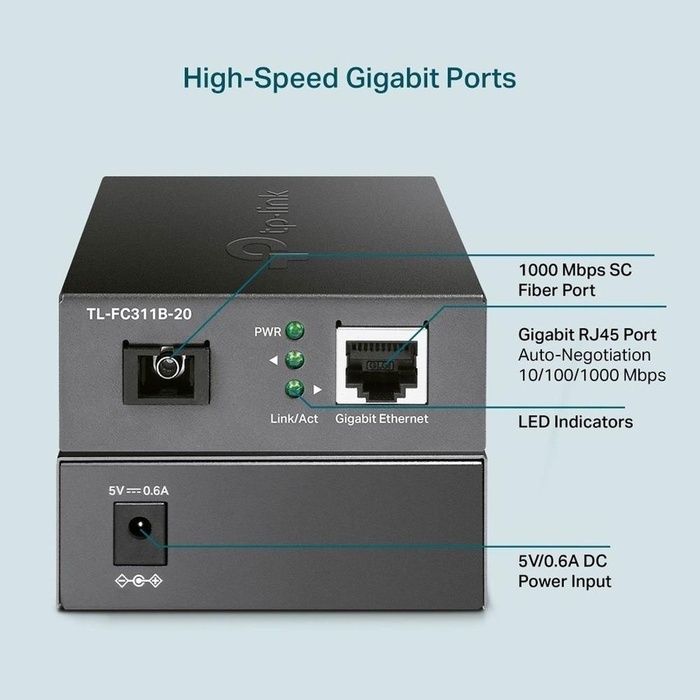 High-Speed Gigabit Ports
tp-link
1000 Mbps SC
Fiber Port
TL-FC311B-20
PWR
Gigabit RJ45 Port
Auto-Negotiation
10/100/1000 Mbps
Link/Act
Gigabit Ethernet
LED Indicators
5V⎓0.6A
5V/0.6A DC
Power Input